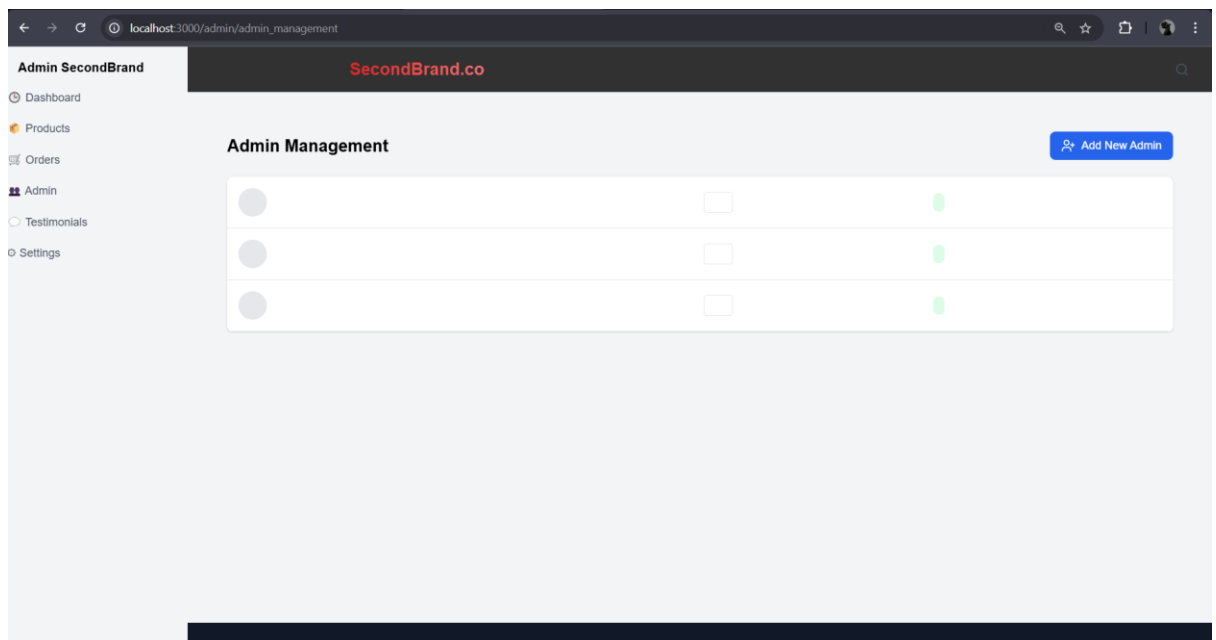 localhost:3000/admin/admin_management
Admin SecondBrand
SecondBrand.co
Dashboard
Products
Orders
Admin
Testimonials
Settings
Admin Management
Add New Admin